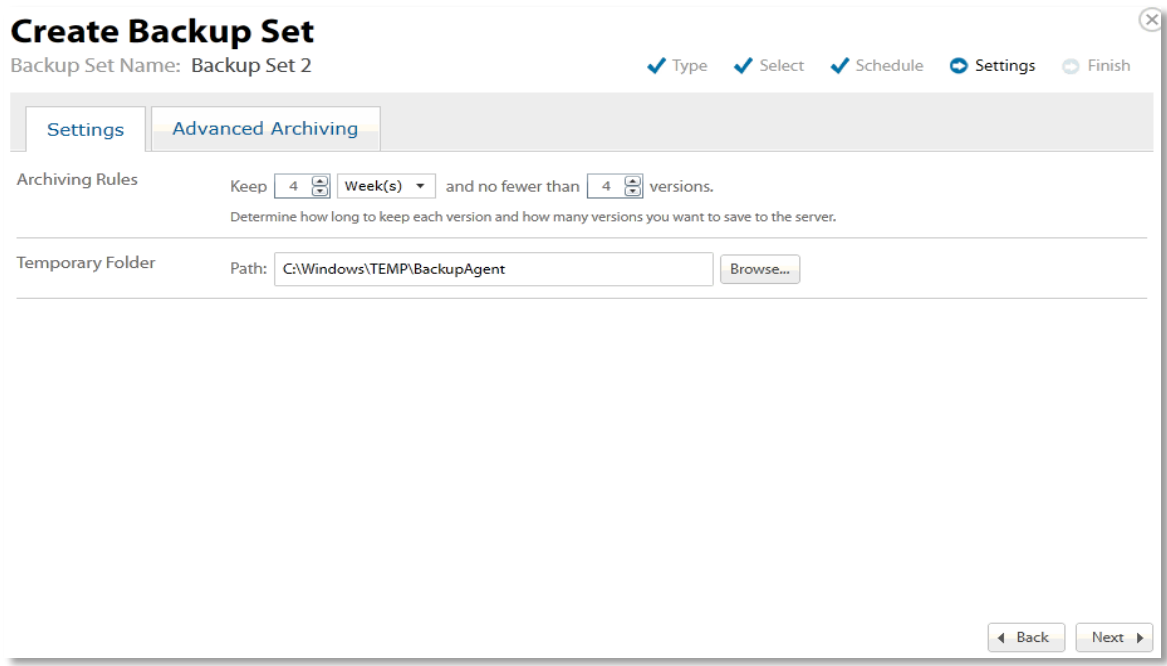 Create Backup Set
Backup Set Name: Backup Set 2
Type Select Schedule Settings Finish
Settings Advanced Archiving
Archiving Rules Keep 4 Week(s) and no fewer than 4 versions.
Determine how long to keep each version and how many versions you want to save to the server.
Temporary Folder Path: C:\Windows\TEMP\BackupAgent Browse...
Back Next